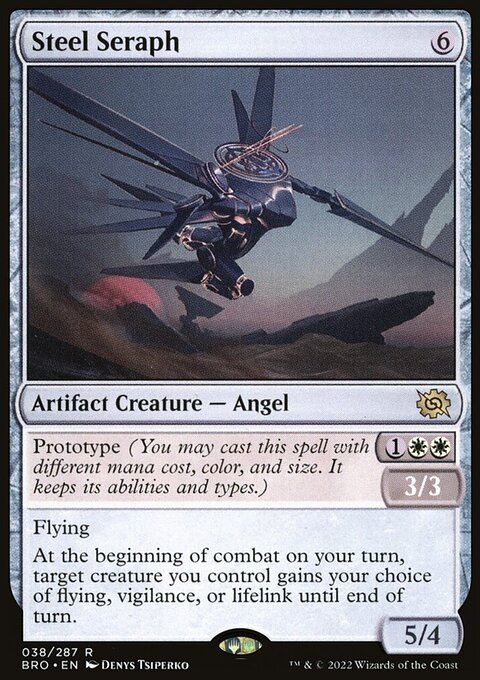 Steel Seraph 6
Artifact Creature — Angel
Prototype (You may cast this spell with
different mana cost, color, and size. It
keeps its abilities and types.)
1
3/3
Flying
At the beginning of combat on your turn,
target creature you control gains your choice
of flying, vigilance, or lifelink until end of
turn.
5/4
038/287 R
BRO • EN Denys Tsiperko
™ & © 2022 Wizards of the Coast